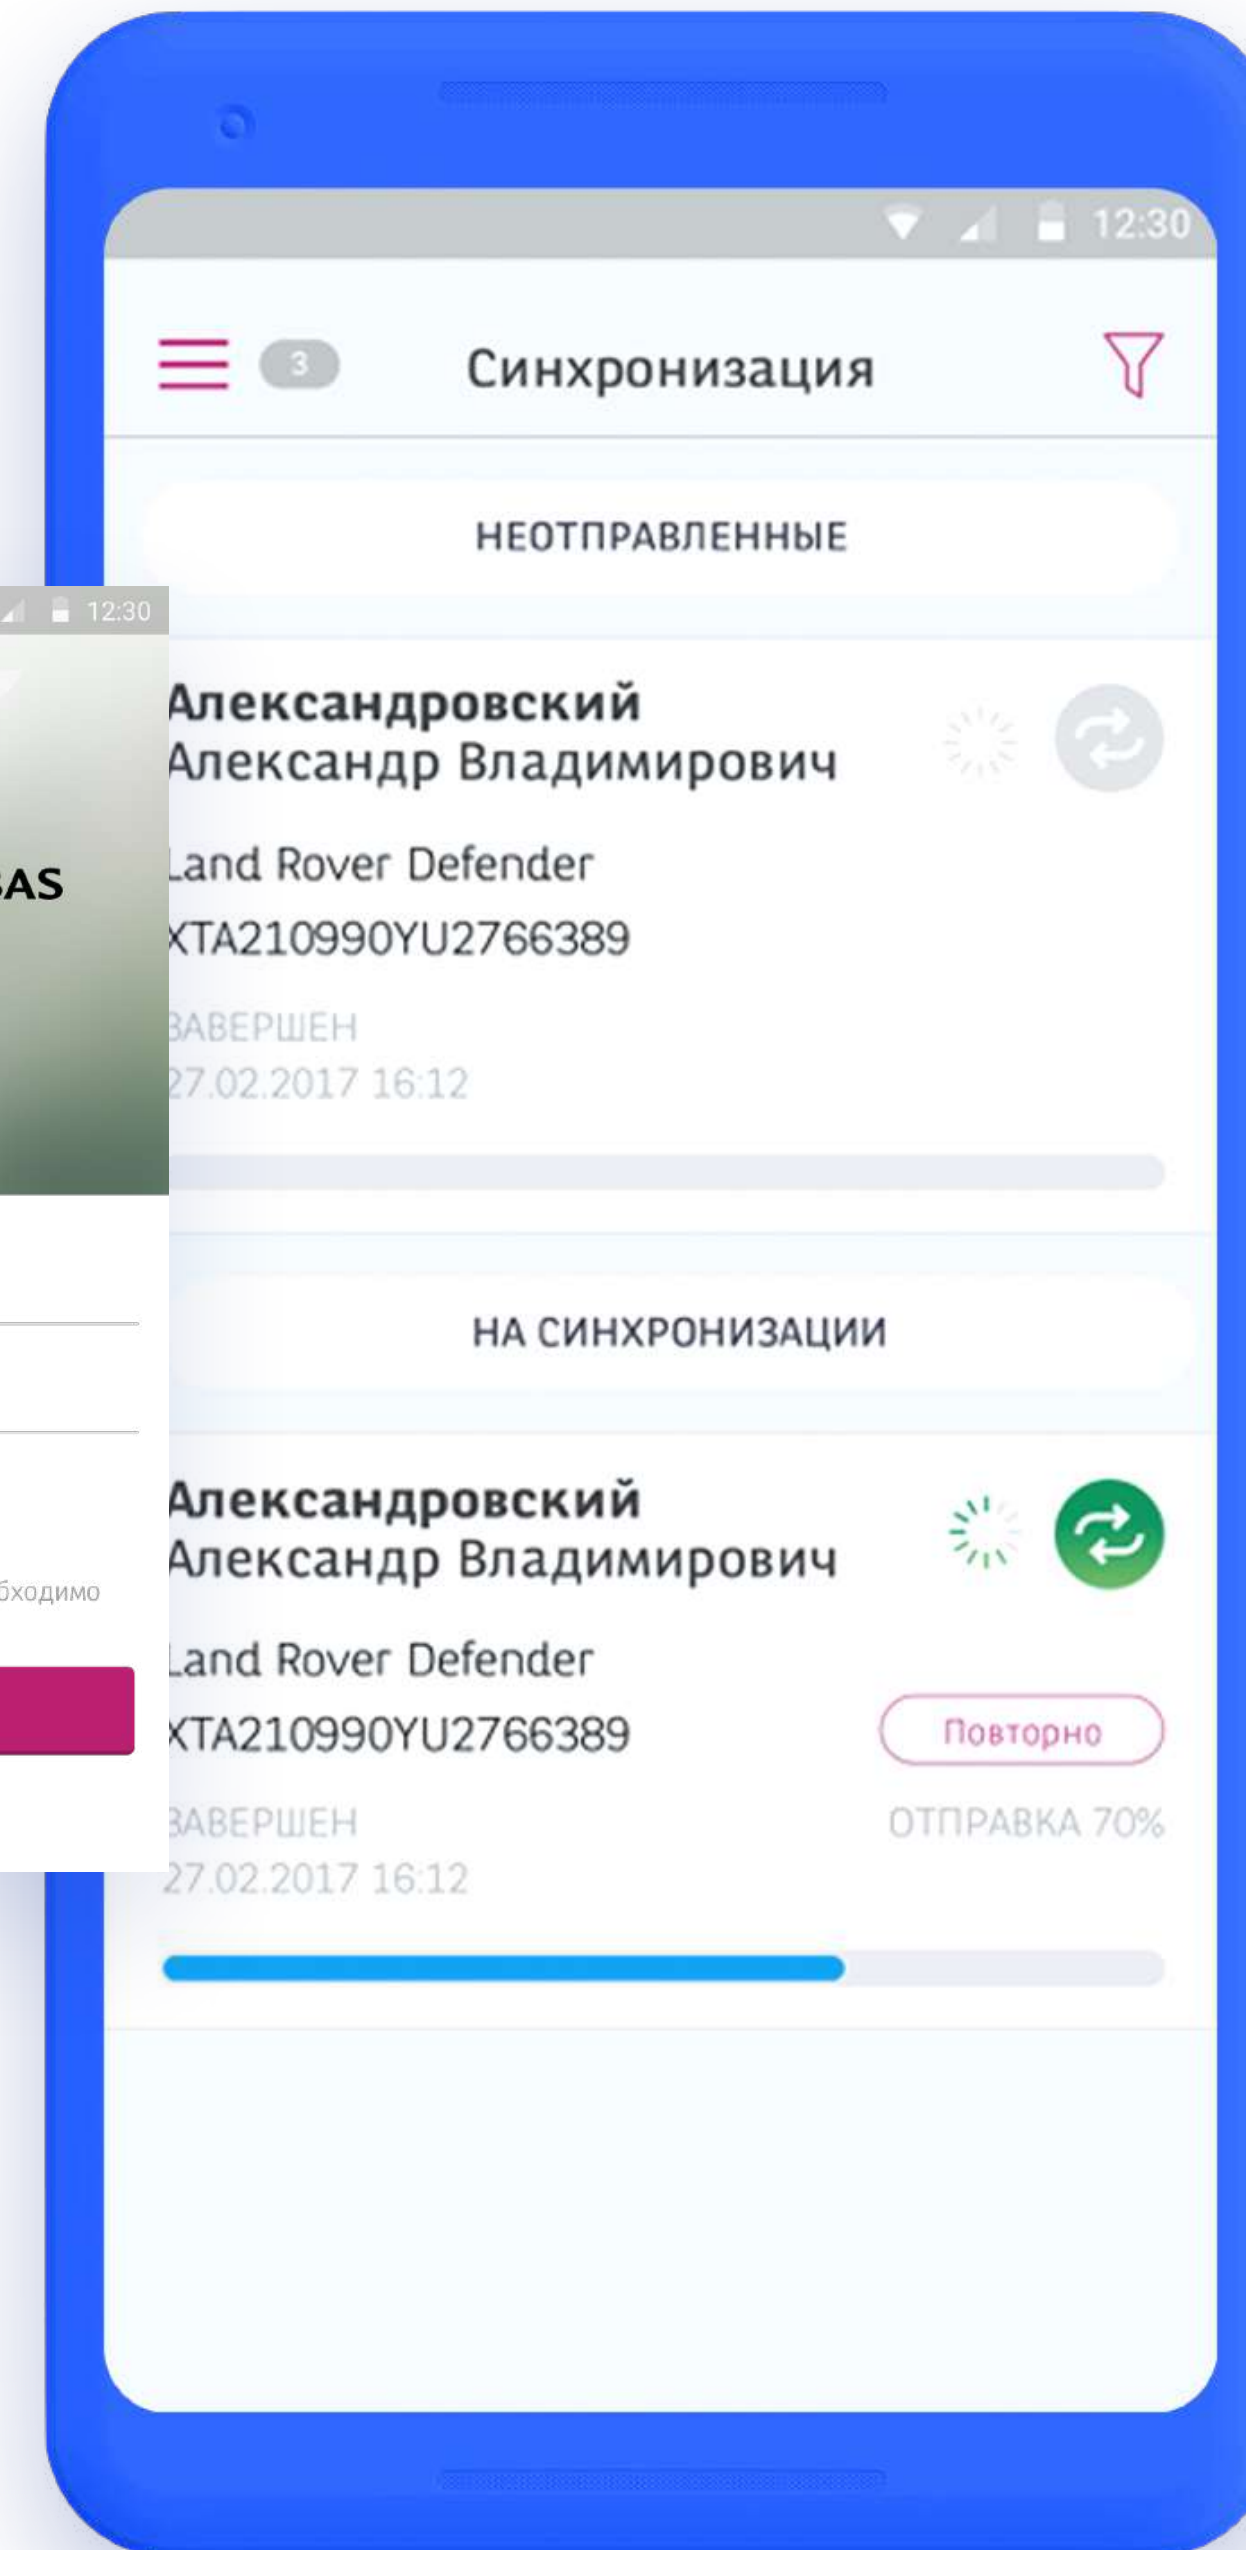 12:30
3
Синхронизация
НЕОТПРАВЛЕННЫЕ
Александровский
Александр Владимирович
Land Rover Defender
XTA210990YU2766389
ЗАВЕРШЕН
27.02.2017 16:12
НА СИНХРОНИЗАЦИИ
Александровский
Александр Владимирович
Land Rover Defender
XTA210990YU2766389
Повторно
ЗАВЕРШЕН
ОТПРАВКА 70%
27.02.2017 16:12
12:30